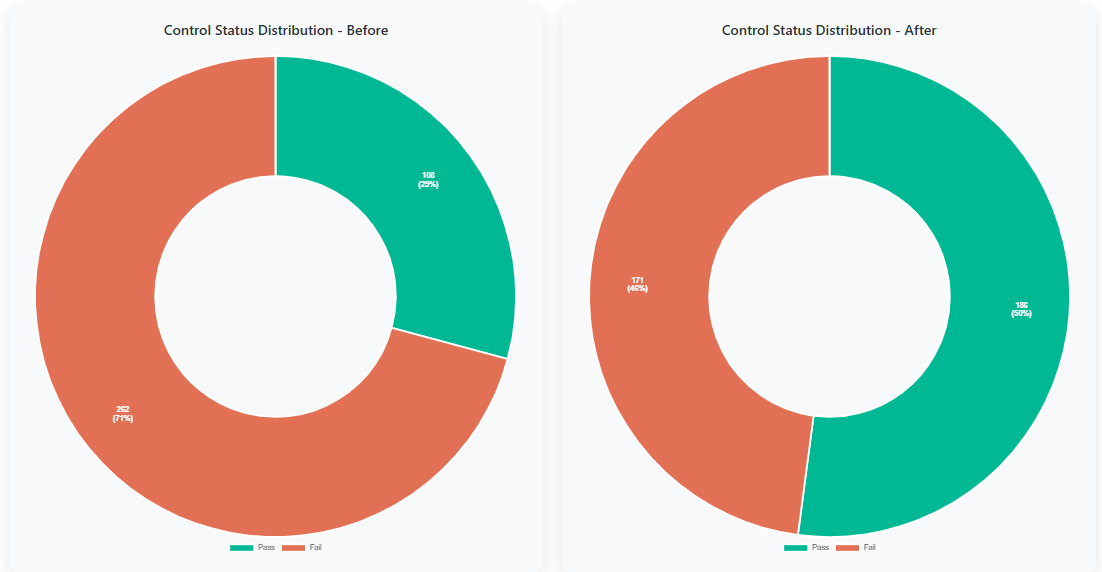 Control Status Distribution - Before
108
(29%)
262
(71%)
Pass
Fail
Control Status Distribution - After
171
(46%)
186
(50%)
Pass
Fail